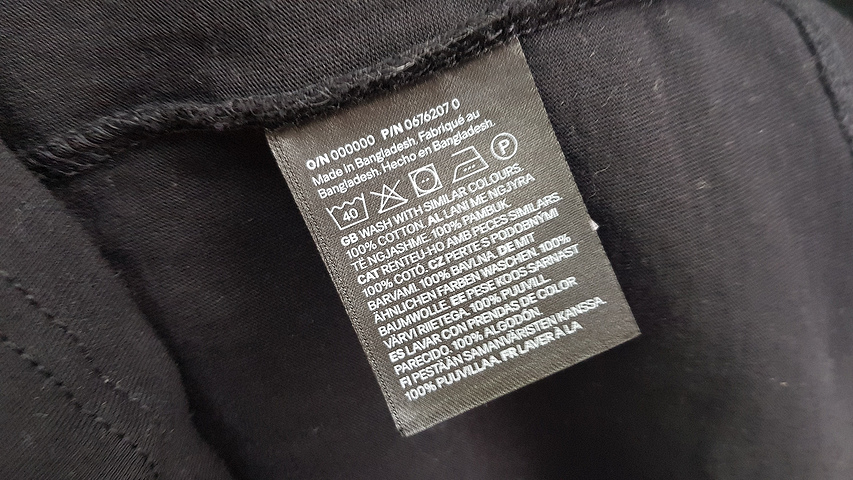 O/N 000000 P/N 0676207 0
Made in Bangladesh. Fabriqué au
Bangladesh. Hecho en Bangladesh.
40 P
GB WASH WITH SIMILAR COLOURS.
100% COTTON. AL LANI ME NGJYRA
TË NGJASHME. 100% PAMBUK.
CAT RENTEU-HO AMB PECES SIMILARS.
100% COTÓ. CZ PERTE S PODOBNÝMI
BARVAMI. 100% BAVLNA. DE MIT
ÄHNLICHEN FARBEN WASCHEN. 100%
BAUMWOLLE. EE PESE KOOS SARNAST
VÄRVI RIIETEGA. 100% PUUVILL
ES LAVAR CON PRENDAS DE COLOR
PARECIDO. 100% ALGODÓN.
FI PESTÄÄN SAMANVÄRISTEN KANSSA.
100% PUUVILLAA. FR LAVER À LA